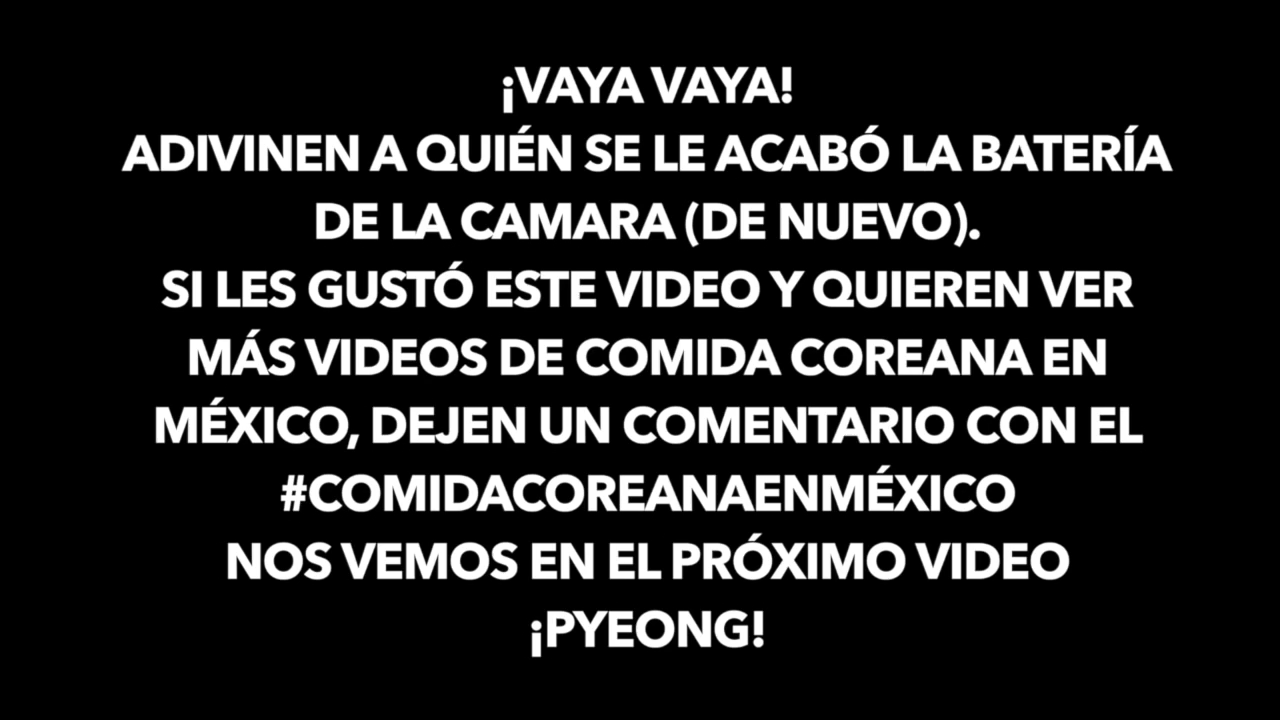 ¡VAYA VAYA!
ADIVINEN A QUIÉN SE LE ACABÓ LA BATERÍA
DE LA CAMARA (DE NUEVO).
SI LES GUSTÓ ESTE VIDEO Y QUIEREN VER
MÁS VIDEOS DE COMIDA COREANA EN
MÉXICO, DEJEN UN COMENTARIO CON EL
#COMIDACOREANAENMÉXICO
NOS VEMOS EN EL PRÓXIMO VIDEO
¡PYEONG!